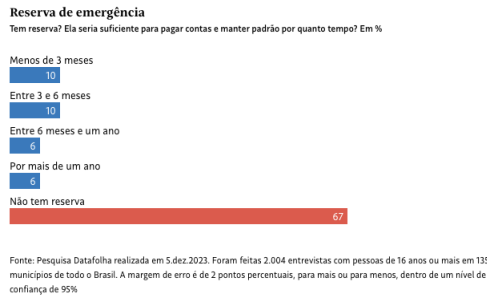 Reserva de emergência
Tem reserva? Ela seria suficiente para pagar contas e manter padrão por quanto tempo? Em %
Menos de 3 meses
10
Entre 3 e 6 meses
10
Entre 6 meses e um ano
6
Por mais de um ano
6
Não tem reserva
67
Fonte: Pesquisa Datafolha realizada em 5.dez.2023. Foram feitas 2.004 entrevistas com pessoas de 16 anos ou mais em 135
municípios de todo o Brasil. A margem de erro é de 2 pontos percentuais, para mais ou para menos, dentro de um nível de
confiança de 95%